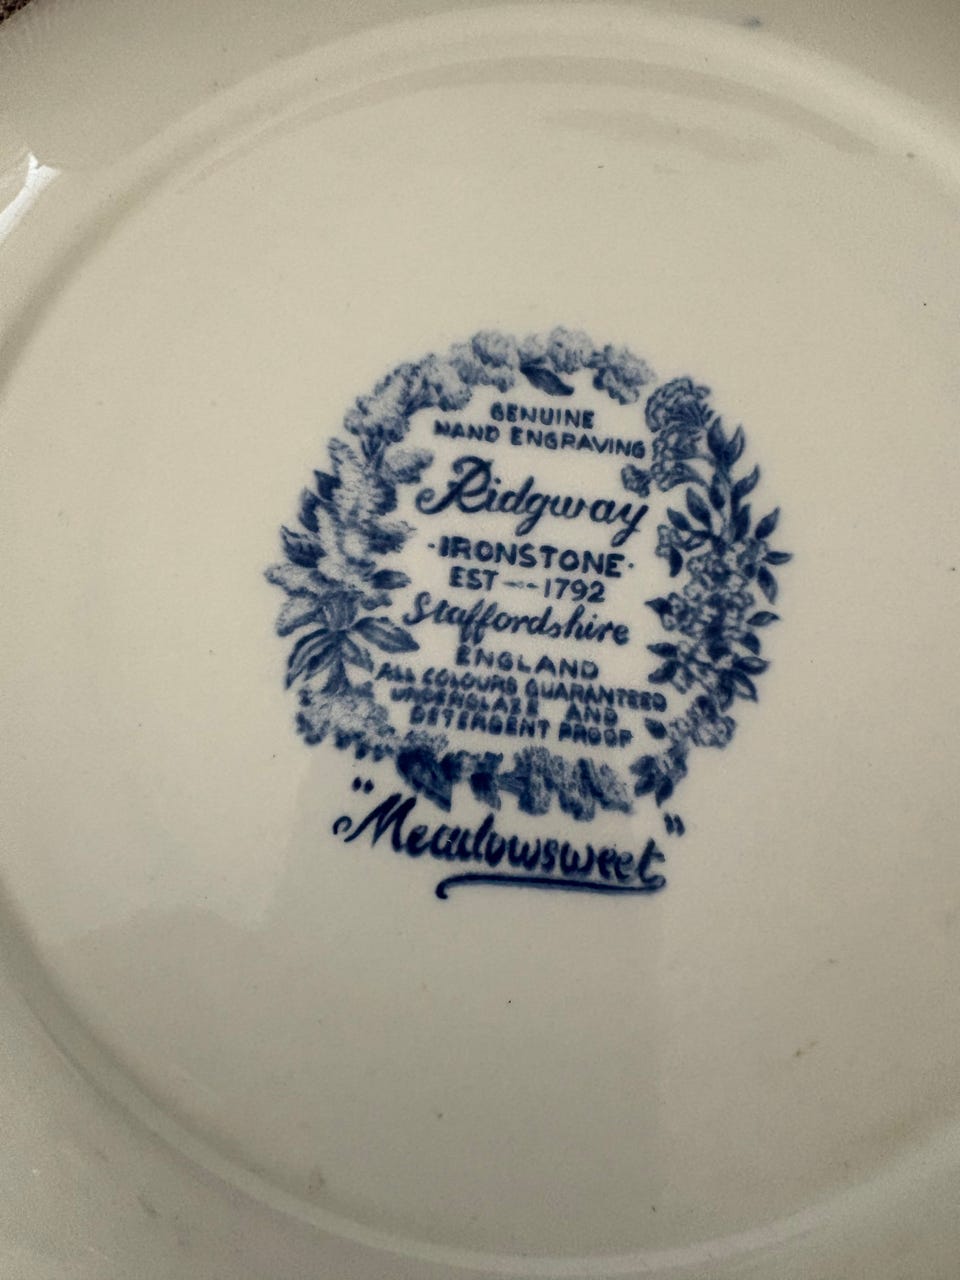 GENUINE
HAND ENGRAVING
Ridgway
·IRONSTONE·
EST---1792
Staffordshire
ENGLAND
ALL COLOURS GUARANTEED
UNDERGLAZE AND
DETERGENT PROOF
"Meadowsweet"